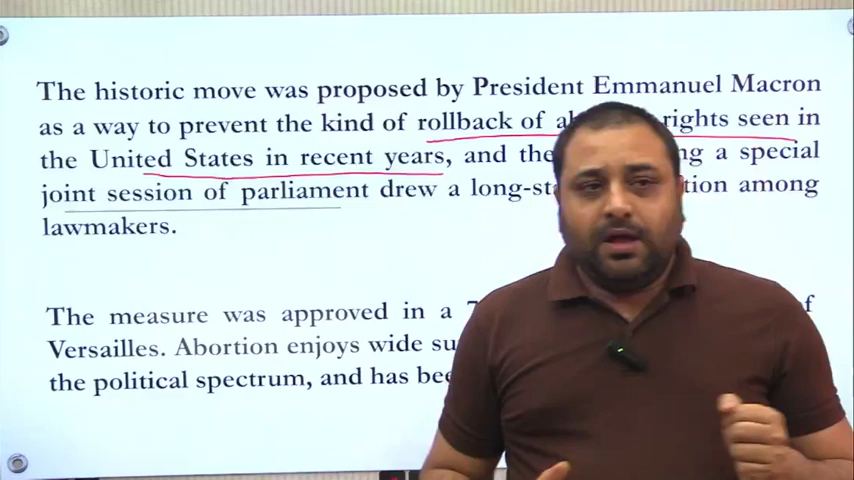 The historic move was proposed by President Emmanuel Macron
as a way to prevent the kind of rollback of rights seen in
the United States in recent years, and a special
joint session of parliament drew a among
lawmakers.
The measure was approved in a of
Versailles. Abortion enjoys wide
the political spectrum, and has